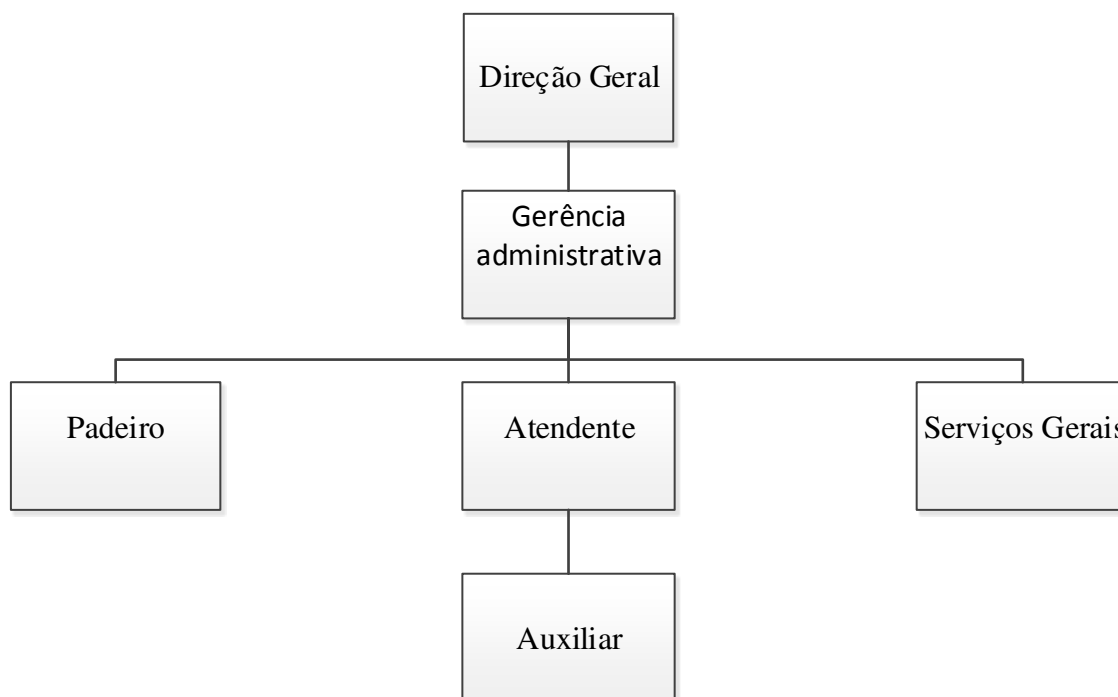 Direção Geral
Gerência
administrativa
Padeiro
Atendente
Serviços Gerais
Auxiliar